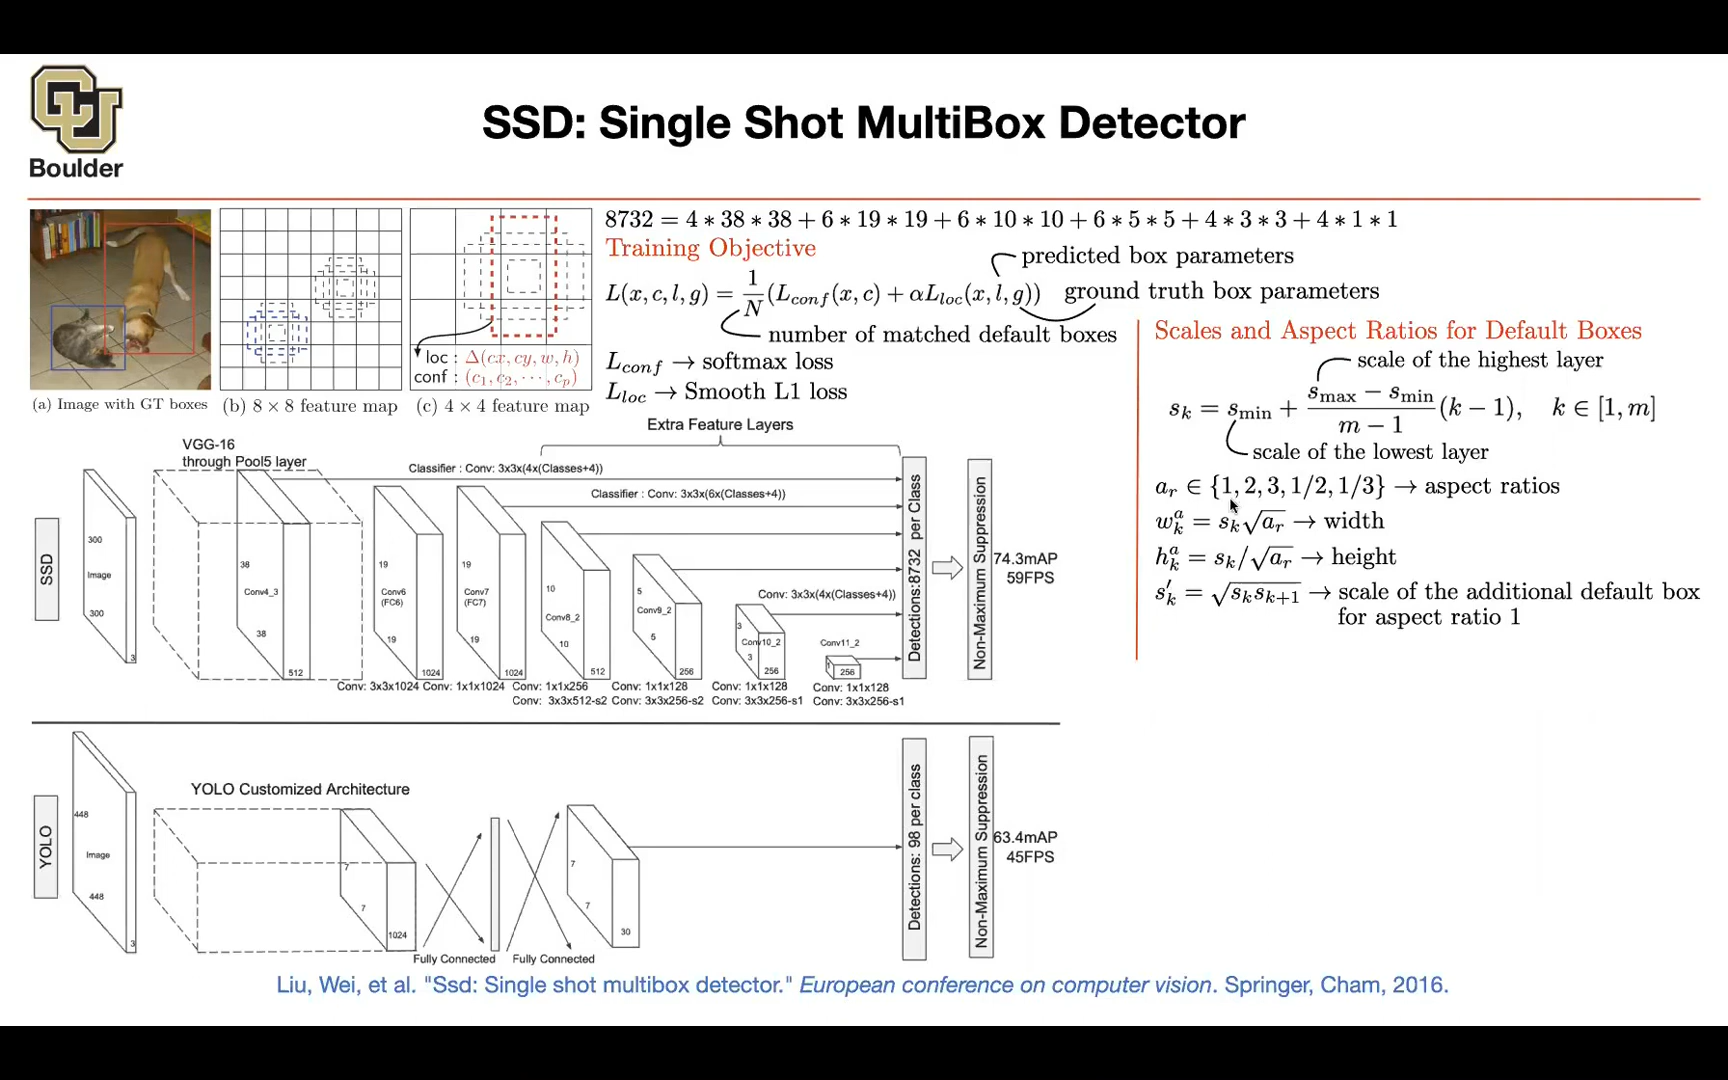 CU
Boulder
SSD: Single Shot MultiBox Detector
(a) Image with GT boxes
(b) 8 × 8 feature map
loc : Δ(cx, cy, w, h)
conf : (c₁, c₂, ⋯, cₚ)
(c) 4 × 4 feature map
8732 = 4 * 38 * 38 + 6 * 19 * 19 + 6 * 10 * 10 + 6 * 5 * 5 + 4 * 3 * 3 + 4 * 1 * 1
Training Objective
predicted box parameters
L(x, c, l, g) = 1/N (L_conf(x, c) + αL_loc(x, l, g))
ground truth box parameters
number of matched default boxes
L_conf → softmax loss
L_loc → Smooth L1 loss
Scales and Aspect Ratios for Default Boxes
scale of the highest layer
s_k = s_min + (s_max − s_min)/(m − 1) (k − 1), k ∈ [1, m]
scale of the lowest layer
a_r ∈ {1, 2, 3, 1/2, 1/3} → aspect ratios
w_k^a = s_k√a_r → width
h_k^a = s_k/√a_r → height
s′_k = √s_k s_{k+1} → scale of the additional default box
for aspect ratio 1
Extra Feature Layers
VGG-16
through Pool5 layer
Classifier : Conv: 3x3x(4x(Classes+4))
Classifier : Conv: 3x3x(6x(Classes+4))
SSD
300
Image
300
3
38
Conv4_3
38
512
19
Conv6
(FC6)
19
1024
19
Conv7
(FC7)
19
1024
10
Conv8_2
10
512
5
Conv9_2
5
256
Conv: 3x3x(4x(Classes+4))
3
Conv10_2
3
256
Conv11_2
1
256
Detections:8732 per Class
Non-Maximum Suppression
74.3mAP
59FPS
Conv: 3x3x1024
Conv: 1x1x1024
Conv: 1x1x256
Conv: 3x3x512-s2
Conv: 1x1x128
Conv: 3x3x256-s2
Conv: 1x1x128
Conv: 3x3x256-s1
Conv: 1x1x128
Conv: 3x3x256-s1
YOLO
448
Image
448
3
YOLO Customized Architecture
7
7
1024
Fully Connected
Fully Connected
7
7
30
Detections: 98 per class
Non-Maximum Suppression
63.4mAP
45FPS
Liu, Wei, et al. "Ssd: Single shot multibox detector." European conference on computer vision. Springer, Cham, 2016.